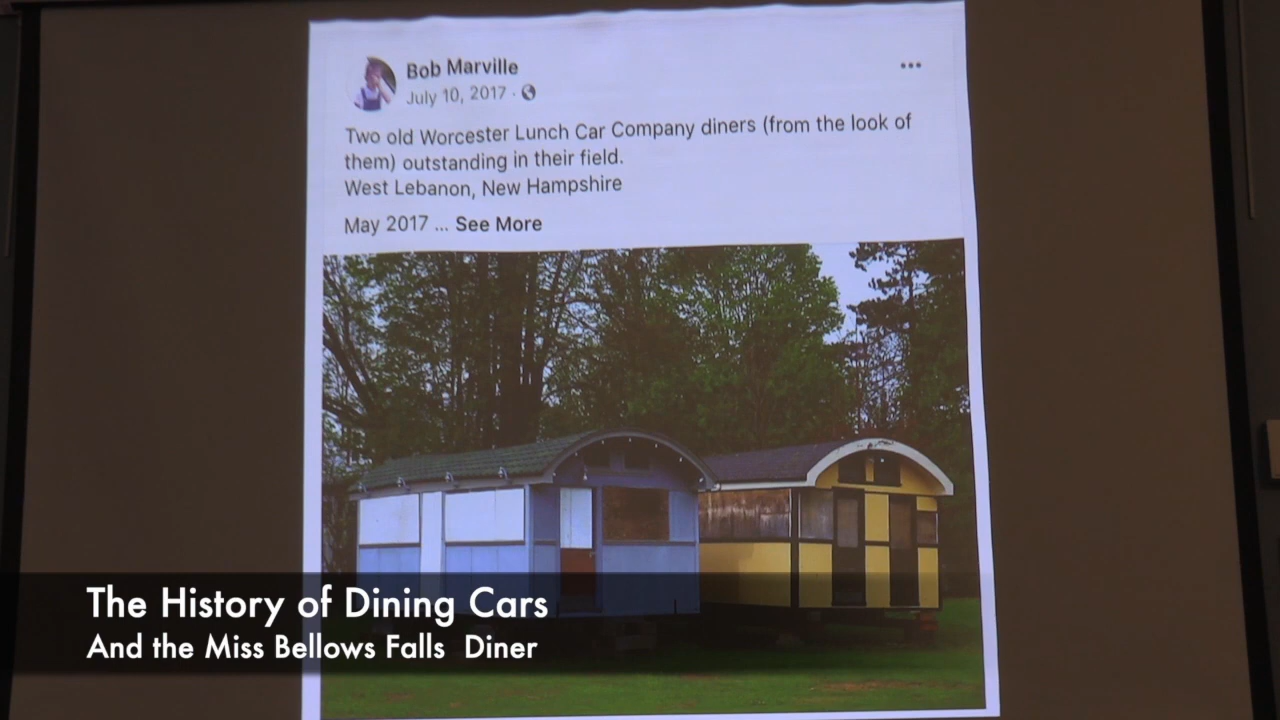 Bob Marville
July 10, 2017 ·
Two old Worcester Lunch Car Company diners (from the look of
them) outstanding in their field.
West Lebanon, New Hampshire
May 2017 ... See More
The History of Dining Cars
And the Miss Bellows Falls Diner